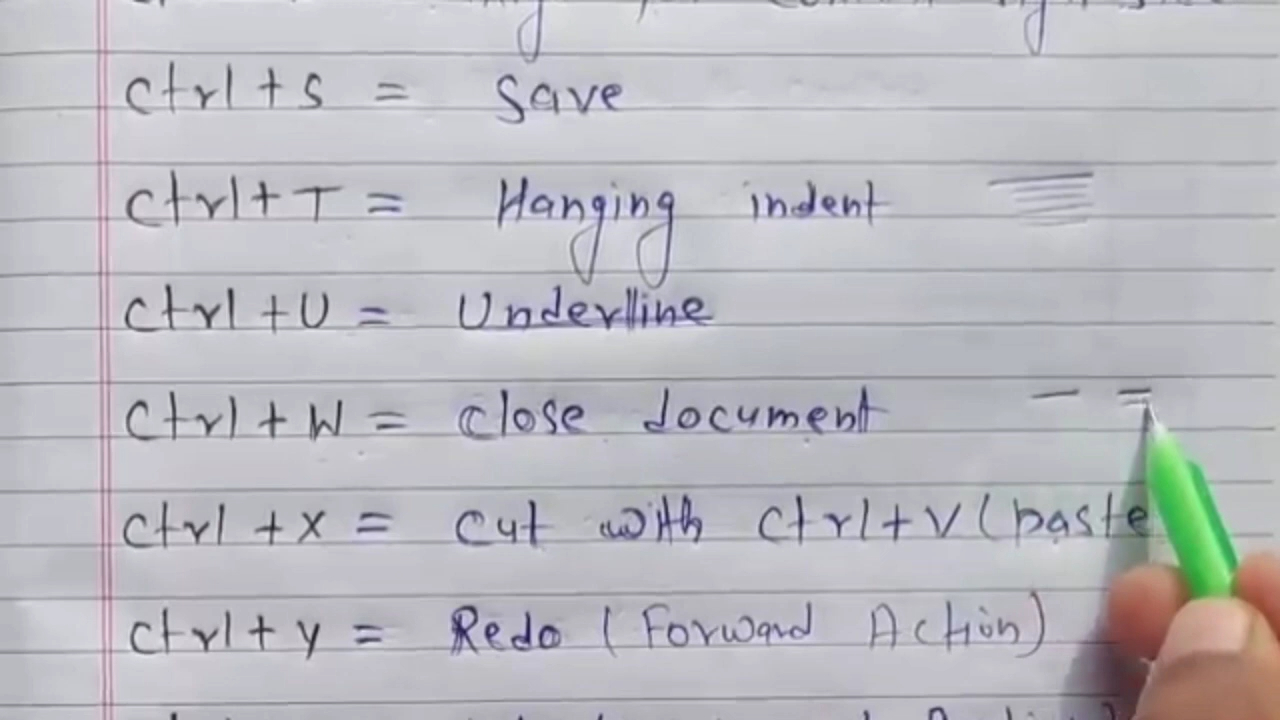 Ctrl + S = Save
Ctrl + T = Hanging indent
Ctrl + U = Underline
Ctrl + W = Close document
Ctrl + X = Cut with Ctrl + V (paste
Ctrl + y = Redo (Forward Action)